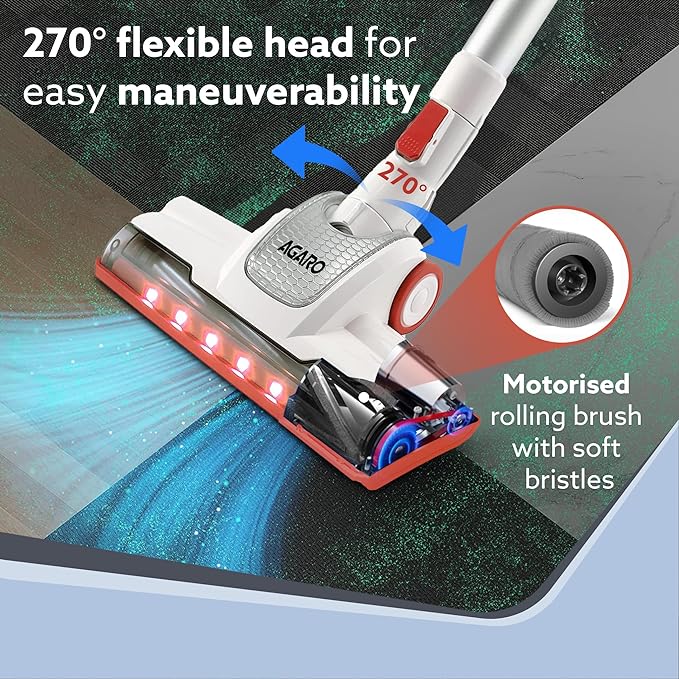 270° flexible head for
easy maneuverability
270°
AGARO
Motorised
rolling brush
with soft
bristles